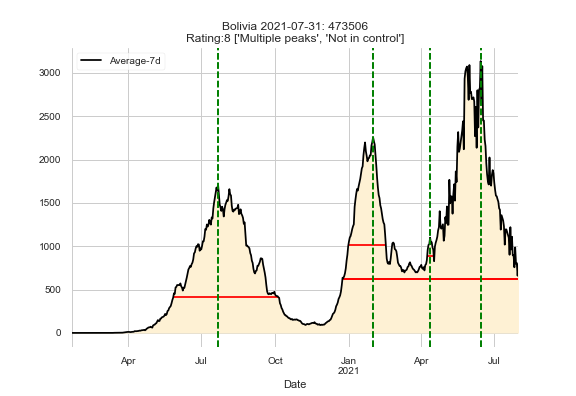 Bolivia 2021-07-31: 473506
Rating:8 ['Multiple peaks', 'Not in control']
Average-7d
3000
2500
2000
1500
1000
500
0
Apr Jul Oct Jan Apr Jul
2021
Date